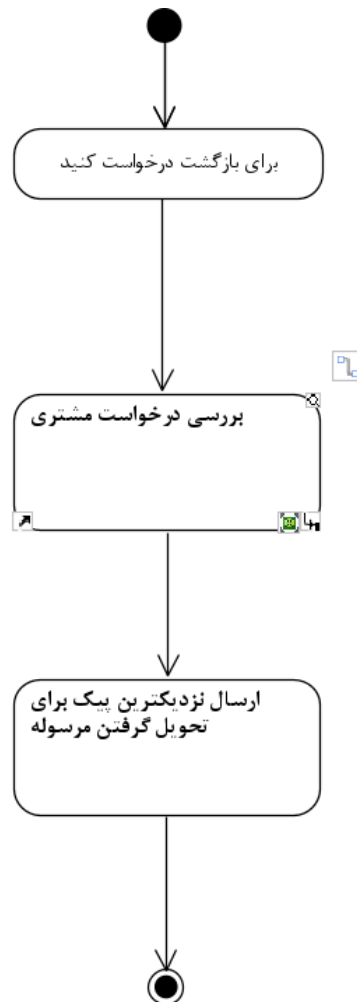 برای بازگشت درخواست کنید
بررسی درخواست مشتری
ارسال نزدیکترین پیک برای
تحویل گرفتن مرسوله